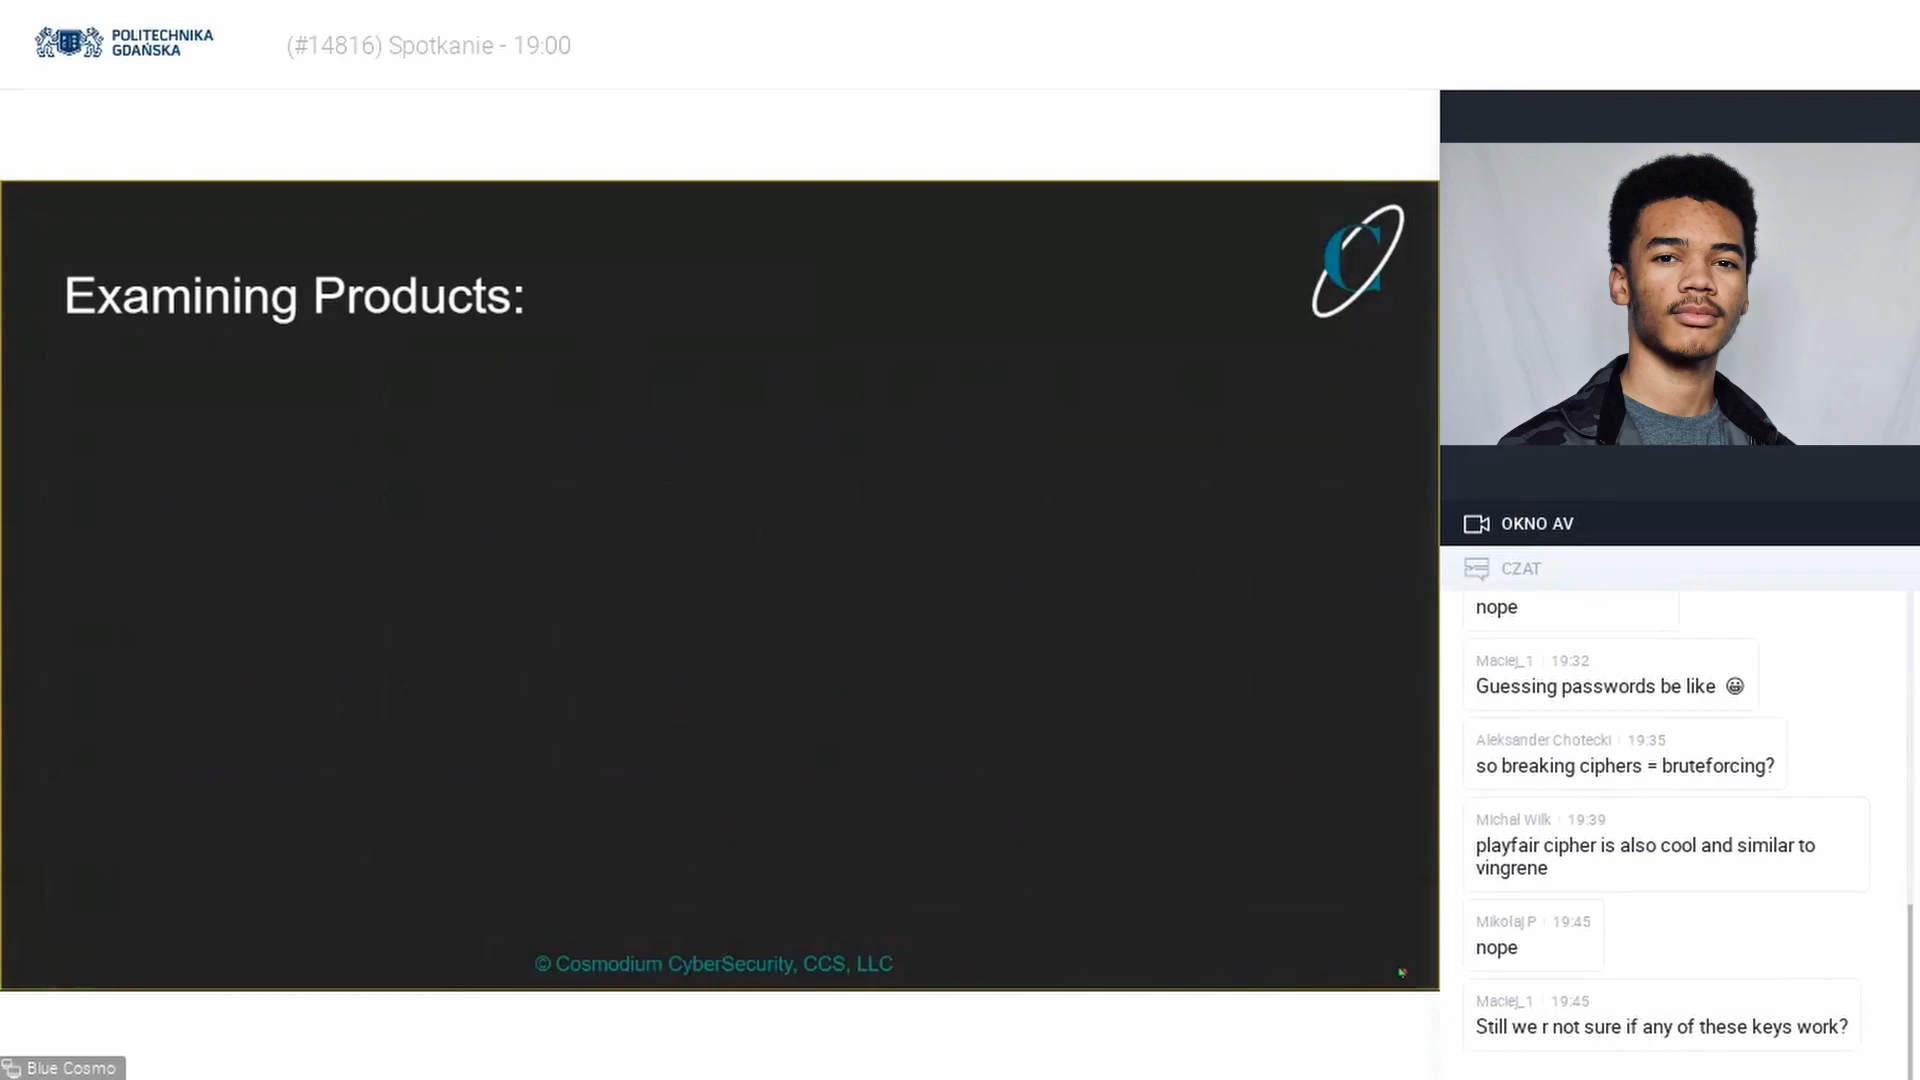 POLITECHNIKA
GDAŃSKA
(#14816) Spotkanie - 19:00
Examining Products:
C
© Cosmodium CyberSecurity, CCS, LLC
Blue Cosmo
OKNO AV
CZAT
nope
Maciej_1 19:32
Guessing passwords be like 😀
Aleksander Chotecki 19:35
so breaking ciphers = bruteforcing?
Michał Wilk 19:39
playfair cipher is also cool and similar to
vingrene
Mikołaj P 19:45
nope
Maciej_1 19:45
Still we r not sure if any of these keys work?